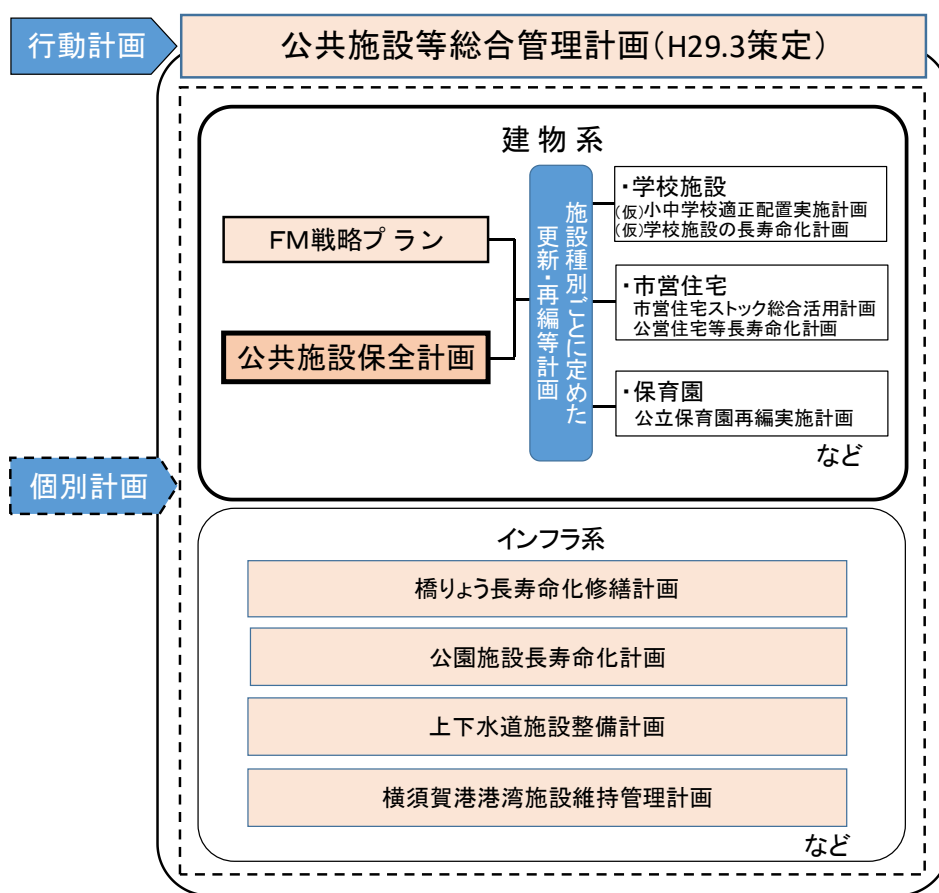 行動計画
公共施設等総合管理計画(H29.3策定)
建物系
FM戦略プラン
公共施設保全計画
施設種別ごとに定めた
更新・再編等計画
・学校施設
(仮)小中学校適正配置実施計画
(仮)学校施設の長寿命化計画
・市営住宅
市営住宅ストック総合活用計画
公営住宅等長寿命化計画
・保育園
公立保育園再編実施計画
など
個別計画
インフラ系
橋りょう長寿命化修繕計画
公園施設長寿命化計画
上下水道施設整備計画
横須賀港港湾施設維持管理計画
など